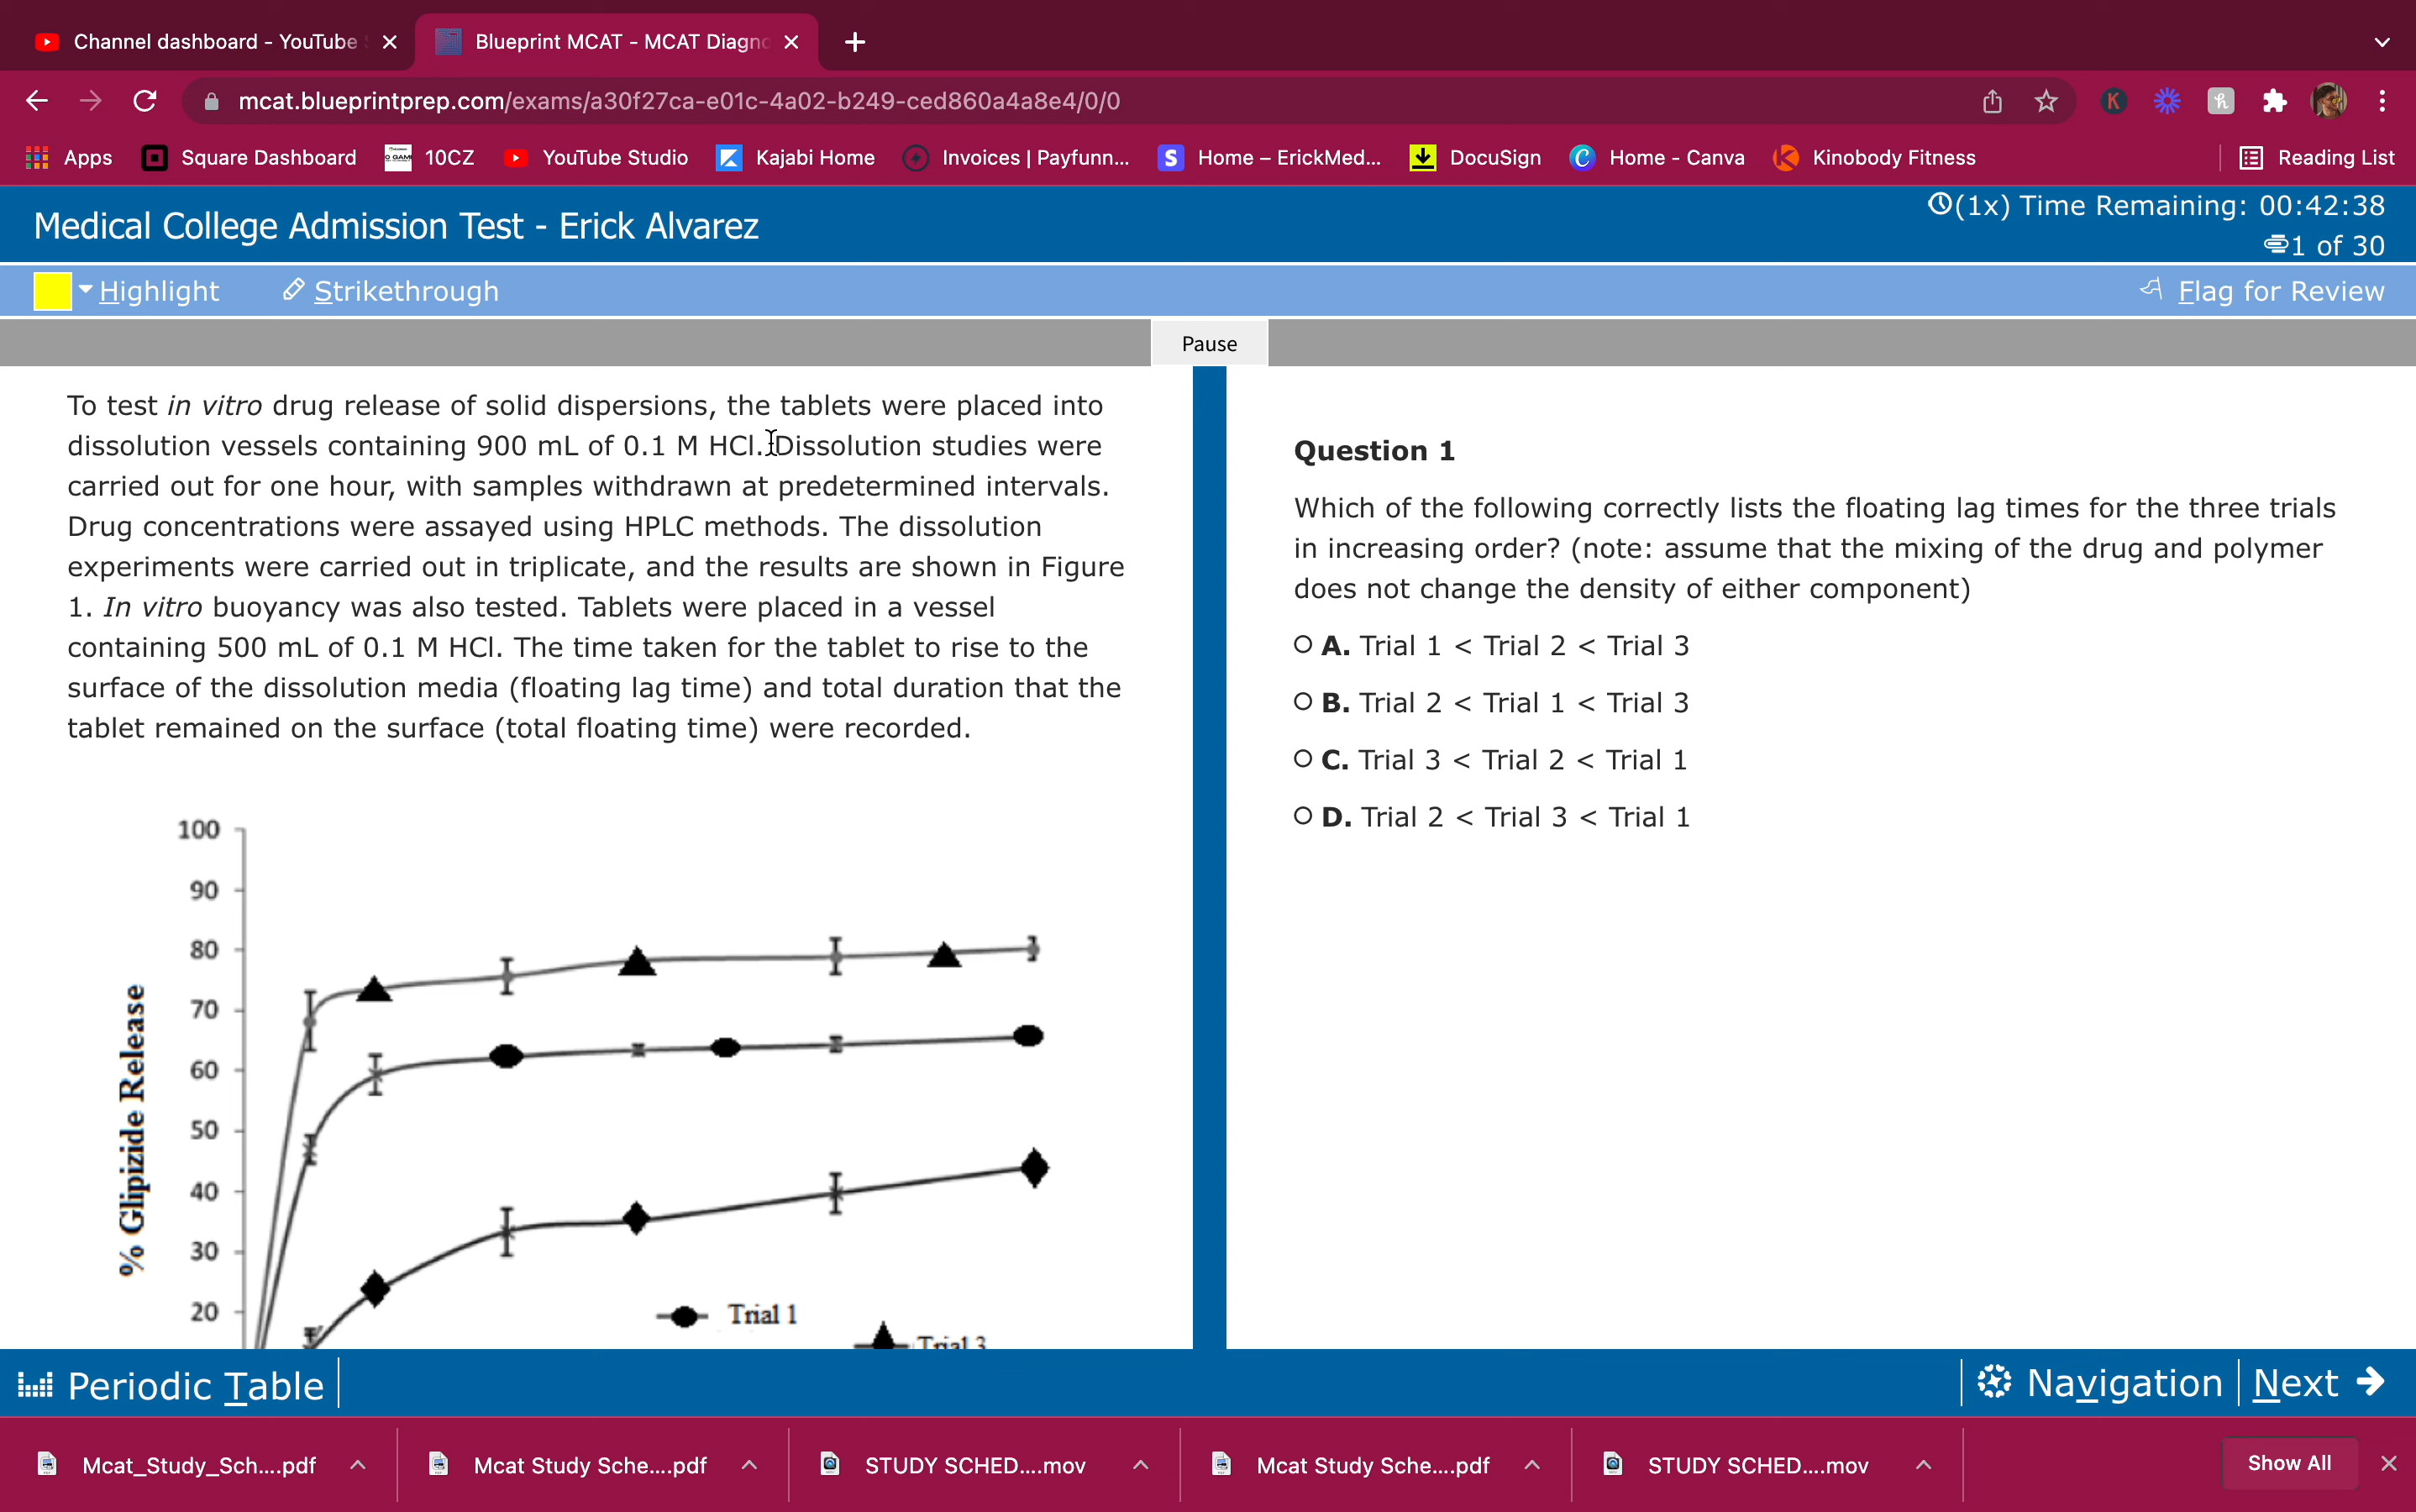 Channel dashboard - YouTube
Blueprint MCAT - MCAT Diagno
mcat.blueprintprep.com/exams/a30f27ca-e01c-4a02-b249-ced860a4a8e4/0/0
Apps
Square Dashboard
10CZ
YouTube Studio
Kajabi Home
Invoices | Payfunn...
Home – ErickMed...
DocuSign
Home - Canva
Kinobody Fitness
Reading List
Medical College Admission Test - Erick Alvarez
(1x) Time Remaining: 00:42:38
1 of 30
Highlight
Strikethrough
Flag for Review
Pause
To test in vitro drug release of solid dispersions, the tablets were placed into
dissolution vessels containing 900 mL of 0.1 M HCl. Dissolution studies were
carried out for one hour, with samples withdrawn at predetermined intervals.
Drug concentrations were assayed using HPLC methods. The dissolution
experiments were carried out in triplicate, and the results are shown in Figure
1. In vitro buoyancy was also tested. Tablets were placed in a vessel
containing 500 mL of 0.1 M HCl. The time taken for the tablet to rise to the
surface of the dissolution media (floating lag time) and total duration that the
tablet remained on the surface (total floating time) were recorded.
100
90
80
70
60
50
40
30
20
% Glipizide Release
Trial 1
Trial 3
Question 1
Which of the following correctly lists the floating lag times for the three trials
in increasing order? (note: assume that the mixing of the drug and polymer
does not change the density of either component)
A. Trial 1 < Trial 2 < Trial 3
B. Trial 2 < Trial 1 < Trial 3
C. Trial 3 < Trial 2 < Trial 1
D. Trial 2 < Trial 3 < Trial 1
Periodic Table
Navigation
Next
Mcat_Study_Sch....pdf
Mcat Study Sche....pdf
STUDY SCHED....mov
Mcat Study Sche....pdf
STUDY SCHED....mov
Show All